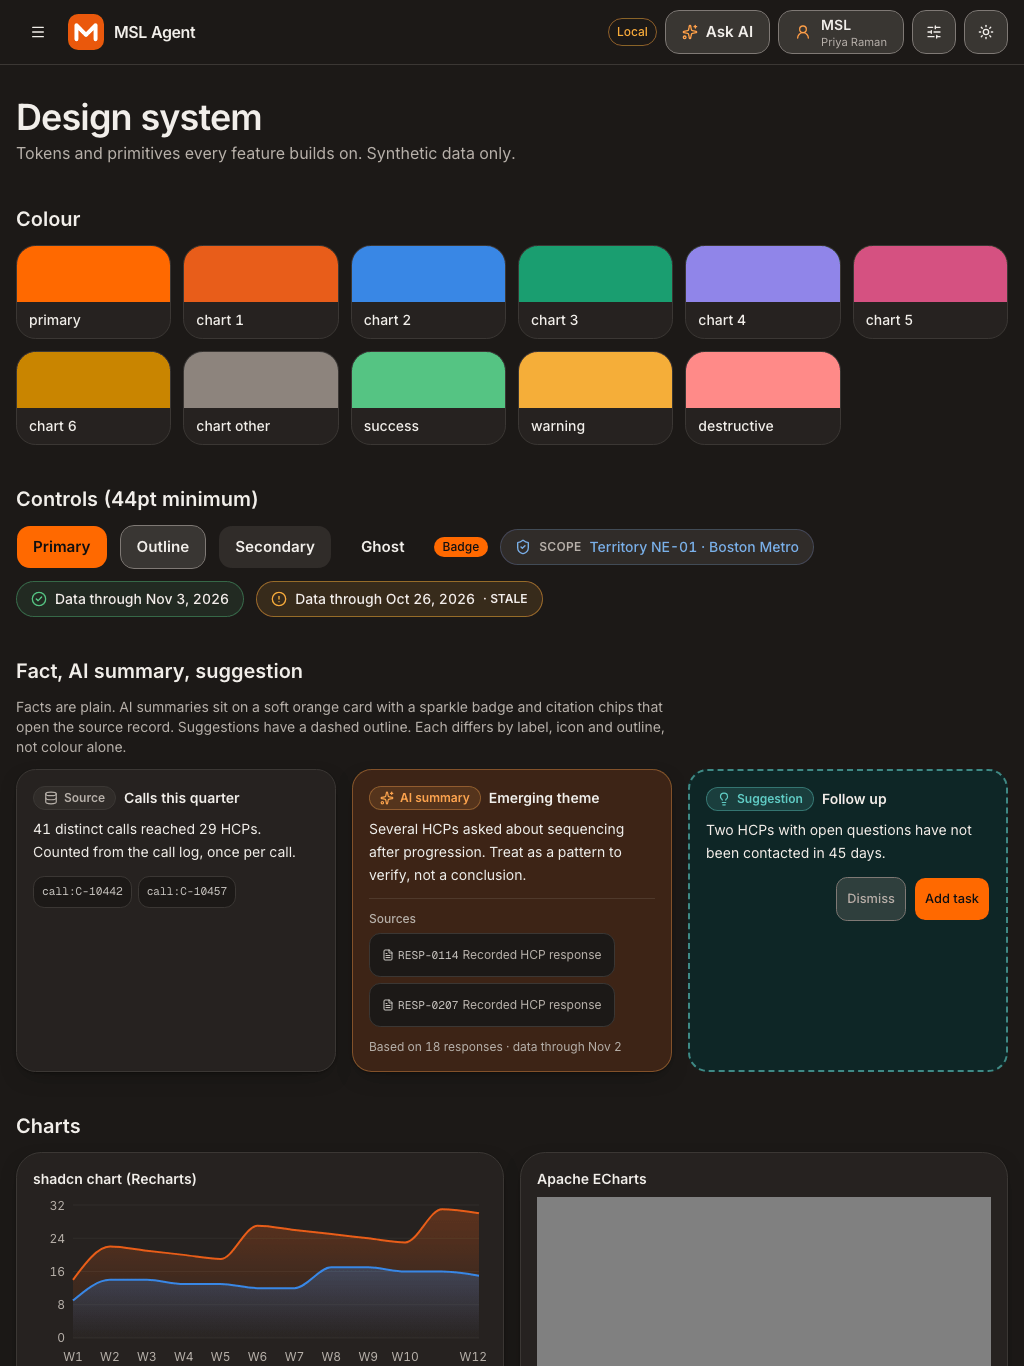 MSL Agent
Local
Ask AI
MSL
Priya Raman
Design system
Tokens and primitives every feature builds on. Synthetic data only.
Colour
primary
chart 1
chart 2
chart 3
chart 4
chart 5
chart 6
chart other
success
warning
destructive
Controls (44pt minimum)
Primary
Outline
Secondary
Ghost
Badge
SCOPE Territory NE-01 · Boston Metro
Data through Nov 3, 2026
Data through Oct 26, 2026 · STALE
Fact, AI summary, suggestion
Facts are plain. AI summaries sit on a soft orange card with a sparkle badge and citation chips that
open the source record. Suggestions have a dashed outline. Each differs by label, icon and outline,
not colour alone.
Source Calls this quarter
41 distinct calls reached 29 HCPs.
Counted from the call log, once per call.
call:C-10442 call:C-10457
AI summary Emerging theme
Several HCPs asked about sequencing
after progression. Treat as a pattern to
verify, not a conclusion.
Sources
RESP-0114 Recorded HCP response
RESP-0207 Recorded HCP response
Based on 18 responses · data through Nov 2
Suggestion Follow up
Two HCPs with open questions have not
been contacted in 45 days.
Dismiss Add task
Charts
shadcn chart (Recharts)
32
24
16
8
0
W1 W2 W3 W4 W5 W6 W7 W8 W9 W10 W12
Apache ECharts